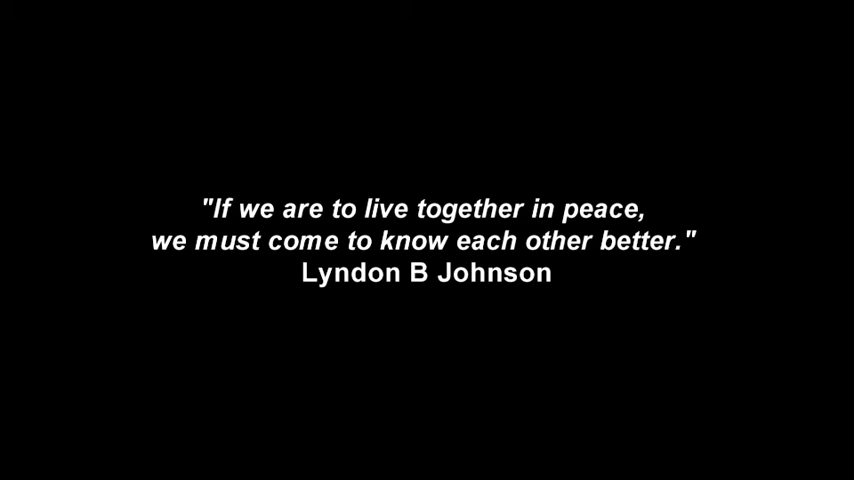 "If we are to live together in peace,
we must come to know each other better."
Lyndon B Johnson